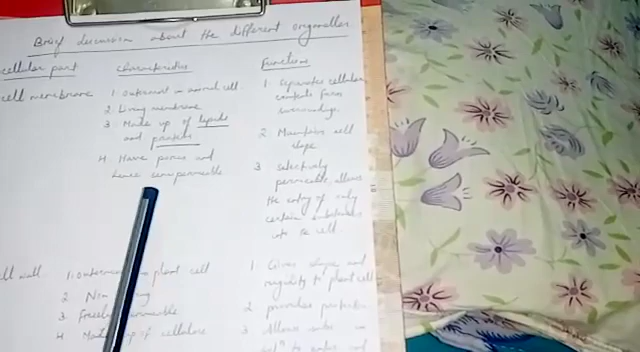 Brief discussion about the different organelles
cellular part characteristics Functions
cell membrane
1. Outermost in animal cell
2. Living membrane
3. Made up of lipids
and proteins
4. Have pores and
hence semipermeable
1. Separates cellular
contents from
surroundings.
2 Maintains cell
shape
3 selectively
permeable, allows
the entry of only
certain substances
into the cell
cell wall
1. outermost in plant cell
2 Non
3. Freely permeable
4. Made up of cellulose
1. Gives shape and
rigidity to plant cell
2 provides protection
3 Allows